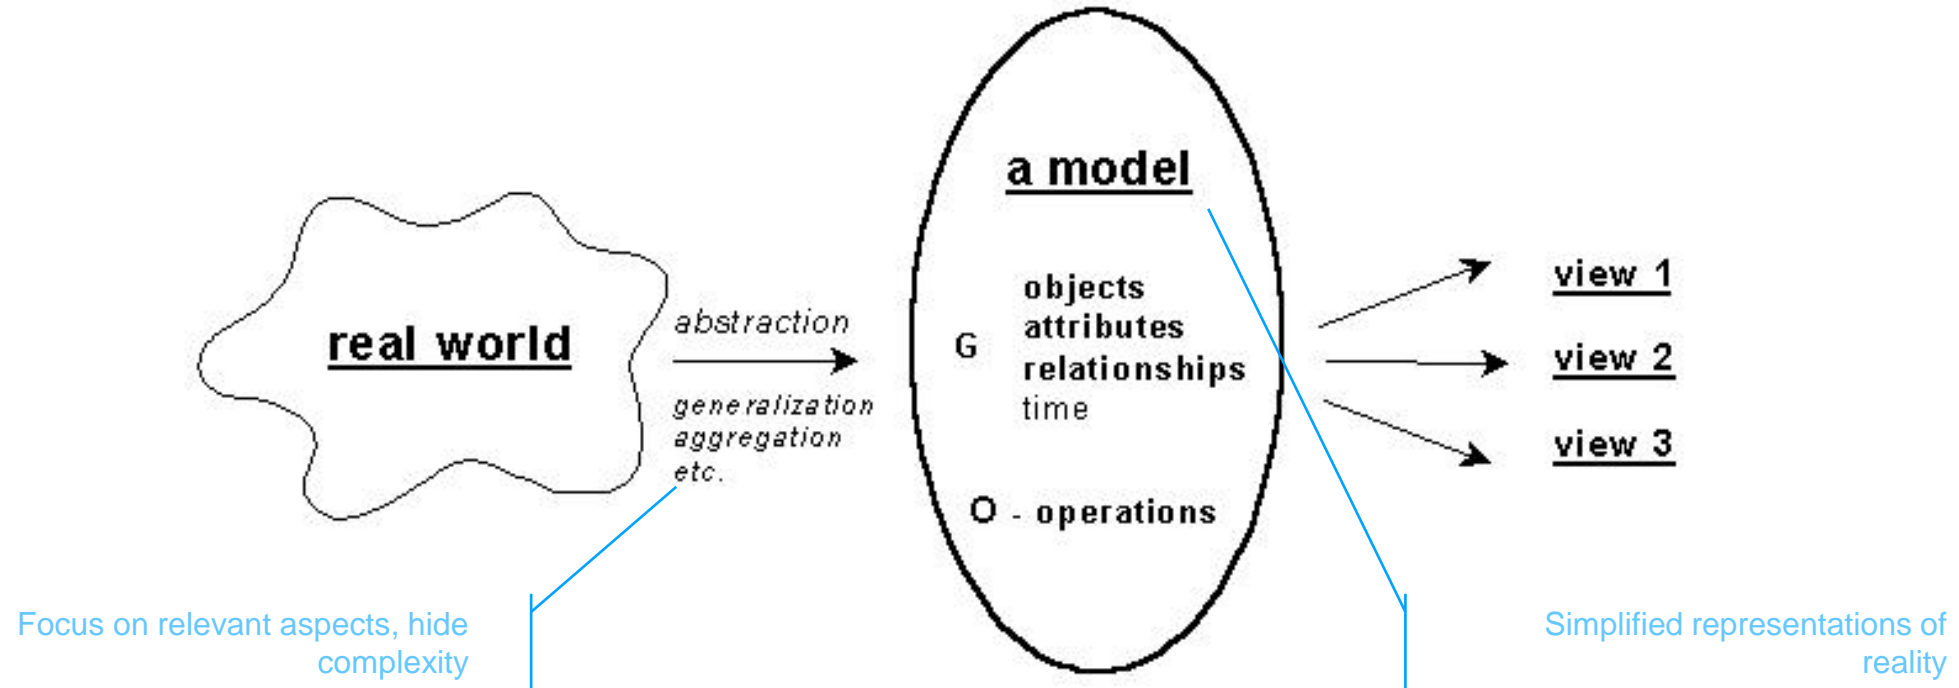 real world
abstraction
generalization
aggregation
etc.
a model
G
objects
attributes
relationships
time
O - operations
view 1
view 2
view 3
Focus on relevant aspects, hide
complexity
Simplified representations of
reality